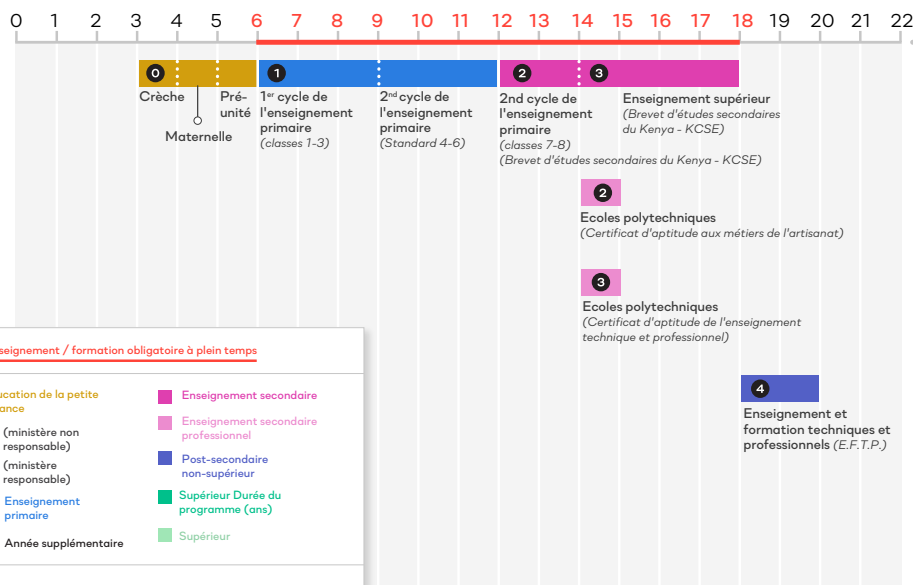 0 1 2 3 4 5 6 7 8 9 10 11 12 13 14 15 16 17 18 19 20 21 22
0 1 2 3
Crèche
Maternelle
Pré-
unité
1er cycle de
l'enseignement
primaire
(classes 1-3)
2nd cycle de
l'enseignement
primaire
(Standard 4-6)
2nd cycle de
l'enseignement
primaire
(classes 7-8)
(Brevet d'études secondaires du Kenya - KCSE)
Enseignement supérieur
(Brevet d'études secondaires
du Kenya - KCSE)
2
Ecoles polytechniques
(Certificat d'aptitude aux métiers de l'artisanat)
3
Ecoles polytechniques
(Certificat d'aptitude de l'enseignement
technique et professionnel)
4
Enseignement et
formation techniques et
professionnels (E.F.T.P.)
seignement / formation obligatoire à plein temps
ucation de la petite
ance
(ministère non
responsable)
(ministère
responsable)
Enseignement
primaire
Année supplémentaire
Enseignement secondaire
Enseignement secondaire
professionnel
Post-secondaire
non-supérieur
Supérieur Durée du
programme (ans)
Supérieur